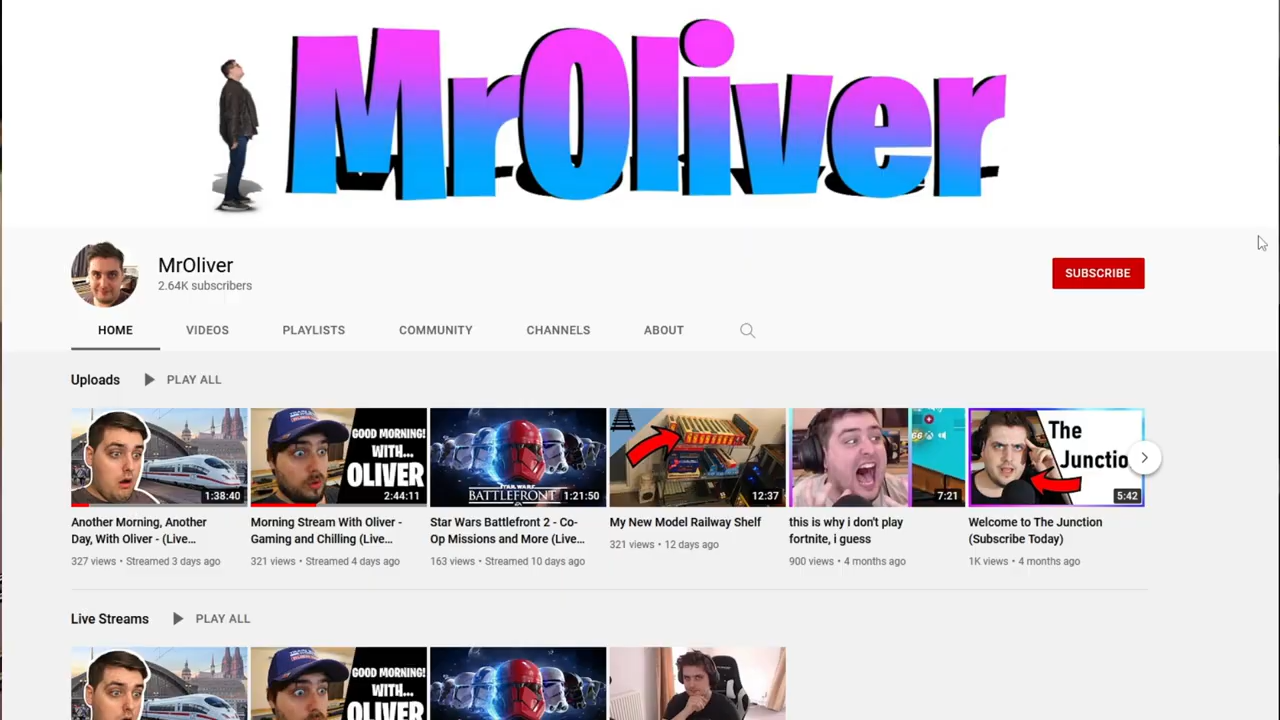 MrOliver
MrOliver
2.64K subscribers
SUBSCRIBE
HOME
VIDEOS
PLAYLISTS
COMMUNITY
CHANNELS
ABOUT
Uploads
PLAY ALL
1:38:40
GOOD MORNING!
WITH...
OLIVER
2:44:11
STAR WARS
BATTLEFRONT
1:21:50
12:37
7:21
The
Junctio
5:42
Another Morning, Another
Day, With Oliver - (Live...
327 views • Streamed 3 days ago
Morning Stream With Oliver -
Gaming and Chilling (Live...
321 views • Streamed 4 days ago
Star Wars Battlefront 2 - Co-
Op Missions and More (Live...
163 views • Streamed 10 days ago
My New Model Railway Shelf
321 views • 12 days ago
this is why i don't play
fortnite, i guess
900 views • 4 months ago
Welcome to The Junction
(Subscribe Today)
1K views • 4 months ago
Live Streams
PLAY ALL
GOOD MORNING!
WITH...
OLIVER